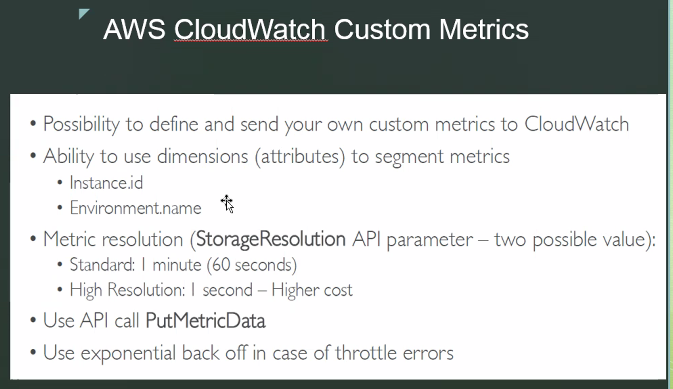 AWS CloudWatch Custom Metrics
• Possibility to define and send your own custom metrics to CloudWatch
• Ability to use dimensions (attributes) to segment metrics
• Instance.id
• Environment.name
• Metric resolution (StorageResolution API parameter – two possible value):
• Standard: 1 minute (60 seconds)
• High Resolution: 1 second – Higher cost
• Use API call PutMetricData
• Use exponential back off in case of throttle errors